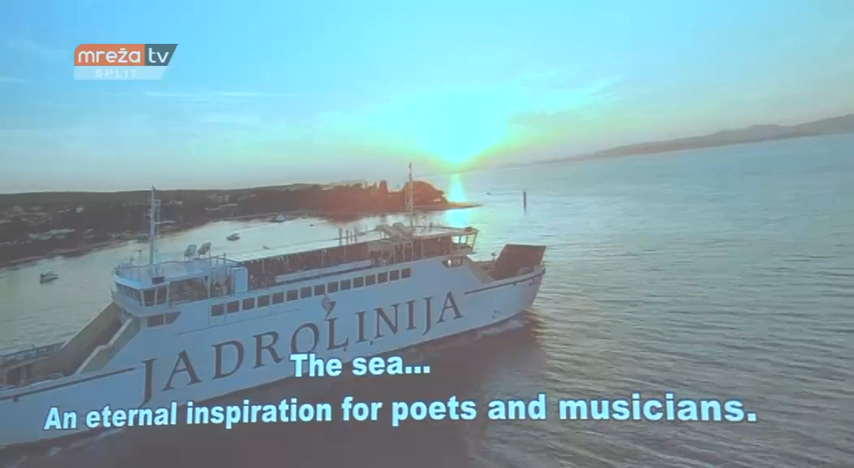 mreža tv
SPLIT
JADROLINIJA
The sea...
An eternal inspiration for poets and musicians.